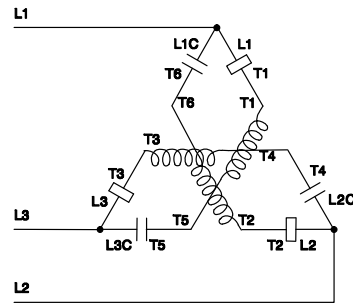 L1
L1C L1
T6 T1
T6 T1
T3 T4
T3 T4
L3 L2C
L3 T5 T2
L3C T5 T2 L2
L2